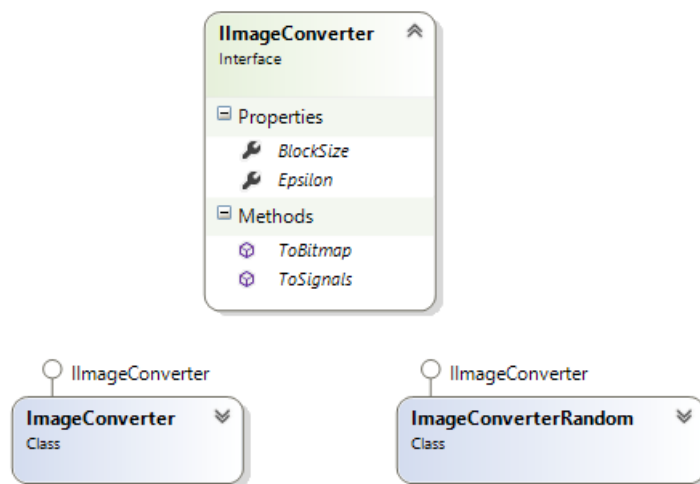 IImageConverter
Interface
Properties
BlockSize
Epsilon
Methods
ToBitmap
ToSignals
IImageConverter
IImageConverter
ImageConverter
Class
ImageConverterRandom
Class